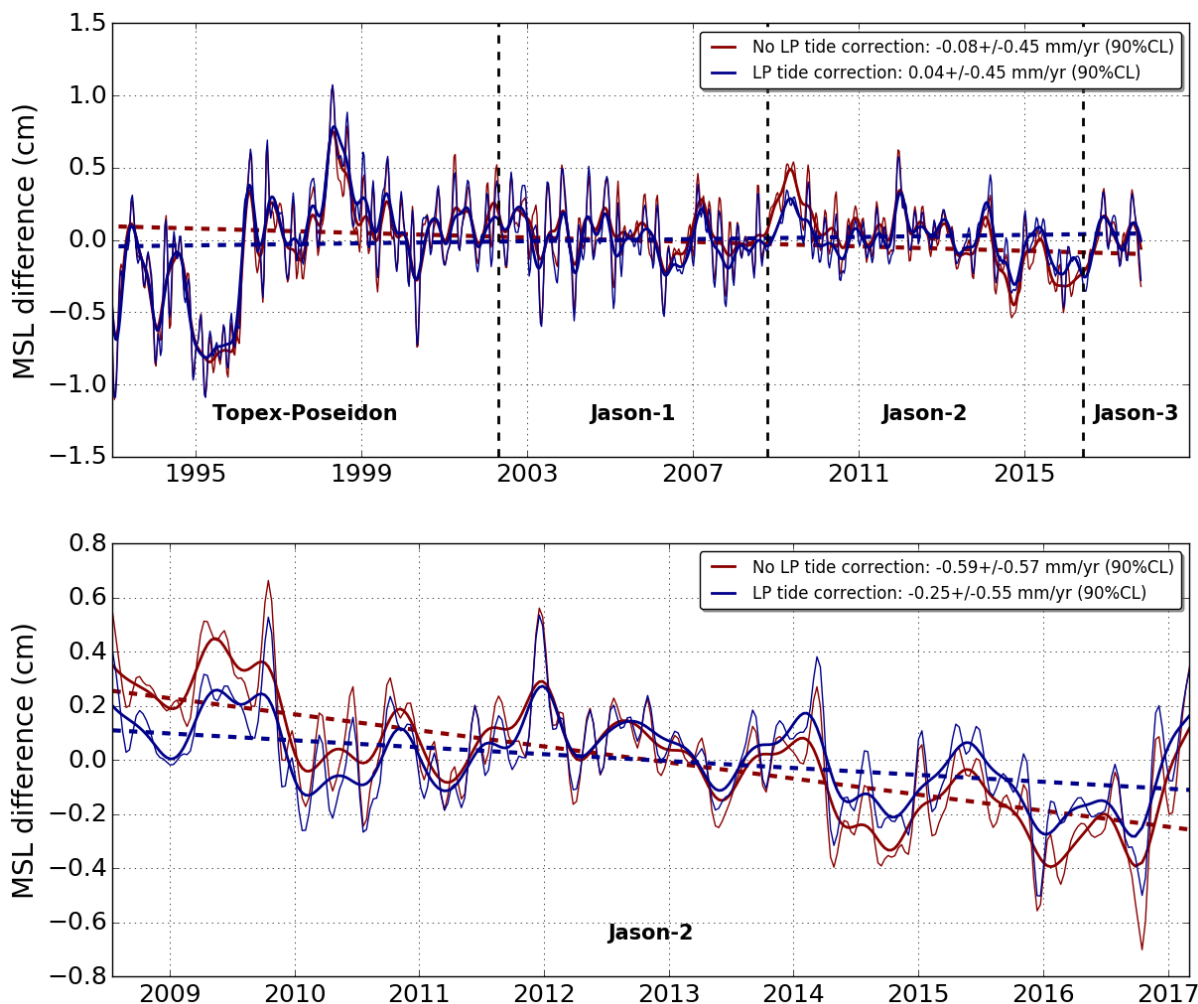 1.5
1.0
0.5
0.0
−0.5
−1.0
−1.5
MSL difference (cm)
No LP tide correction: -0.08+/-0.45 mm/yr (90%CL)
LP tide correction: 0.04+/-0.45 mm/yr (90%CL)
Topex-Poseidon
Jason-1
Jason-2
Jason-3
1995
1999
2003
2007
2011
2015
0.8
0.6
0.4
0.2
0.0
−0.2
−0.4
−0.6
−0.8
MSL difference (cm)
No LP tide correction: -0.59+/-0.57 mm/yr (90%CL)
LP tide correction: -0.25+/-0.55 mm/yr (90%CL)
Jason-2
2009
2010
2011
2012
2013
2014
2015
2016
2017